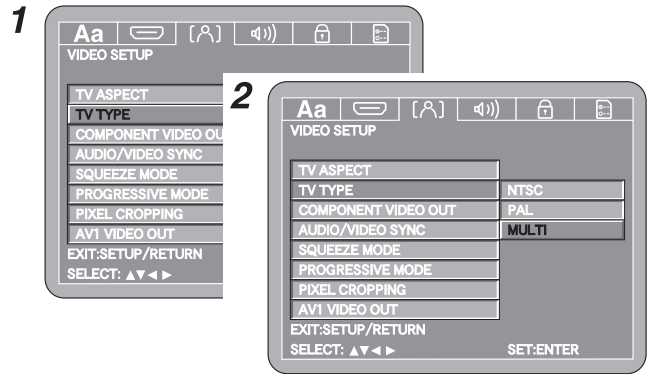 1
Aa
VIDEO SETUP
TV ASPECT
TV TYPE
COMPONENT VIDEO OU
AUDIO/VIDEO SYNC
SQUEEZE MODE
PROGRESSIVE MODE
PIXEL CROPPING
AV1 VIDEO OUT
EXIT:SETUP/RETURN
SELECT: ▲▼◄►
2
Aa
VIDEO SETUP
TV ASPECT
TV TYPE NTSC
COMPONENT VIDEO OUT PAL
AUDIO/VIDEO SYNC MULTI
SQUEEZE MODE
PROGRESSIVE MODE
PIXEL CROPPING
AV1 VIDEO OUT
EXIT:SETUP/RETURN
SELECT: ▲▼◄► SET:ENTER